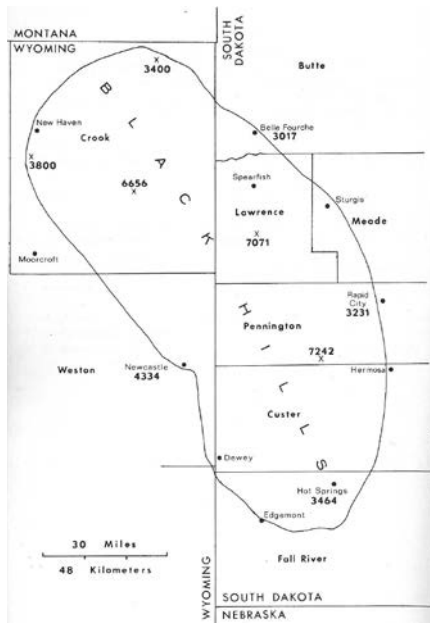 MONTANA
WYOMING
SOUTH
DAKOTA
3400
Butte
BLACK
New Haven
Crook
Belle Fourche
3017
3800
6656
Spearfish
Lawrence
Sturgis
Meade
7071
Moorcroft
HILLS
Rapid
City
3231
Pennington
7242
Weston
Newcastle
4334
Hermosa
Custer
Dewey
Hot Springs
3464
Edgemont
30 Miles
48 Kilometers
Fall River
WYOMING
SOUTH DAKOTA
NEBRASKA